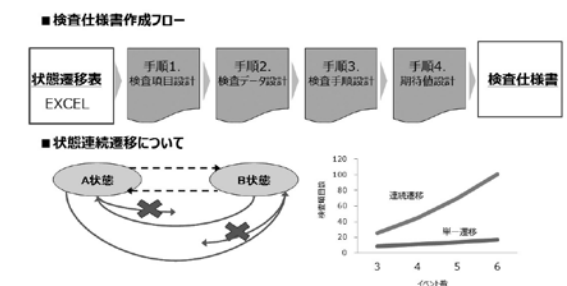 ■検査仕様書作成フロー
状態遷移表
EXCEL
手順1.
検査項目設計
手順2.
検査データ設計
手順3.
検査手順設計
手順4.
期待値設計
検査仕様書
■状態連続遷移について
A状態
B状態
120
100
80
60
40
20
0
検査項目数
連続遷移
単一遷移
3 4 5 6
イベント数